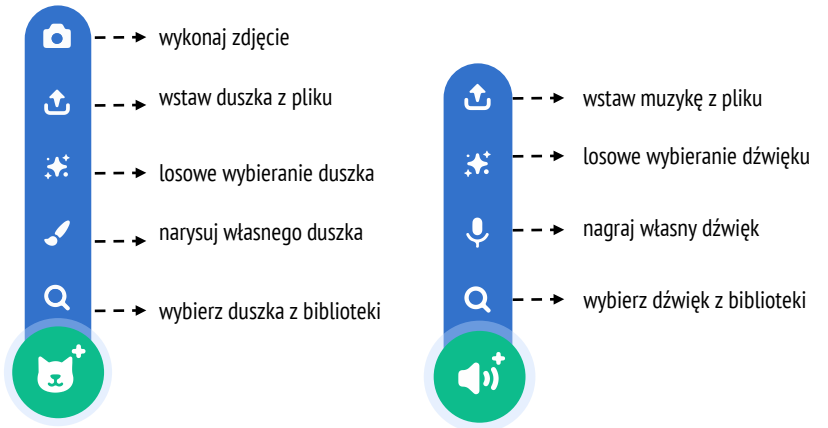 wykonaj zdjęcie
wstaw duszka z pliku
losowe wybieranie duszka
narysuj własnego duszka
wybierz duszka z biblioteki
wstaw muzykę z pliku
losowe wybieranie dźwięku
nagraj własny dźwięk
wybierz dźwięk z biblioteki